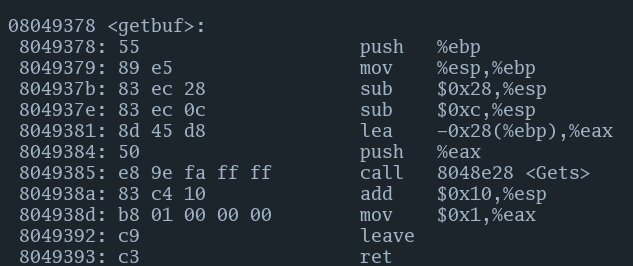 08049378 <getbuf>:
8049378: 55 push %ebp
8049379: 89 e5 mov %esp,%ebp
804937b: 83 ec 28 sub $0x28,%esp
804937e: 83 ec 0c sub $0xc,%esp
8049381: 8d 45 d8 lea -0x28(%ebp),%eax
8049384: 50 push %eax
8049385: e8 9e fa ff ff call 8048e28 <Gets>
804938a: 83 c4 10 add $0x10,%esp
804938d: b8 01 00 00 00 mov $0x1,%eax
8049392: c9 leave
8049393: c3 ret